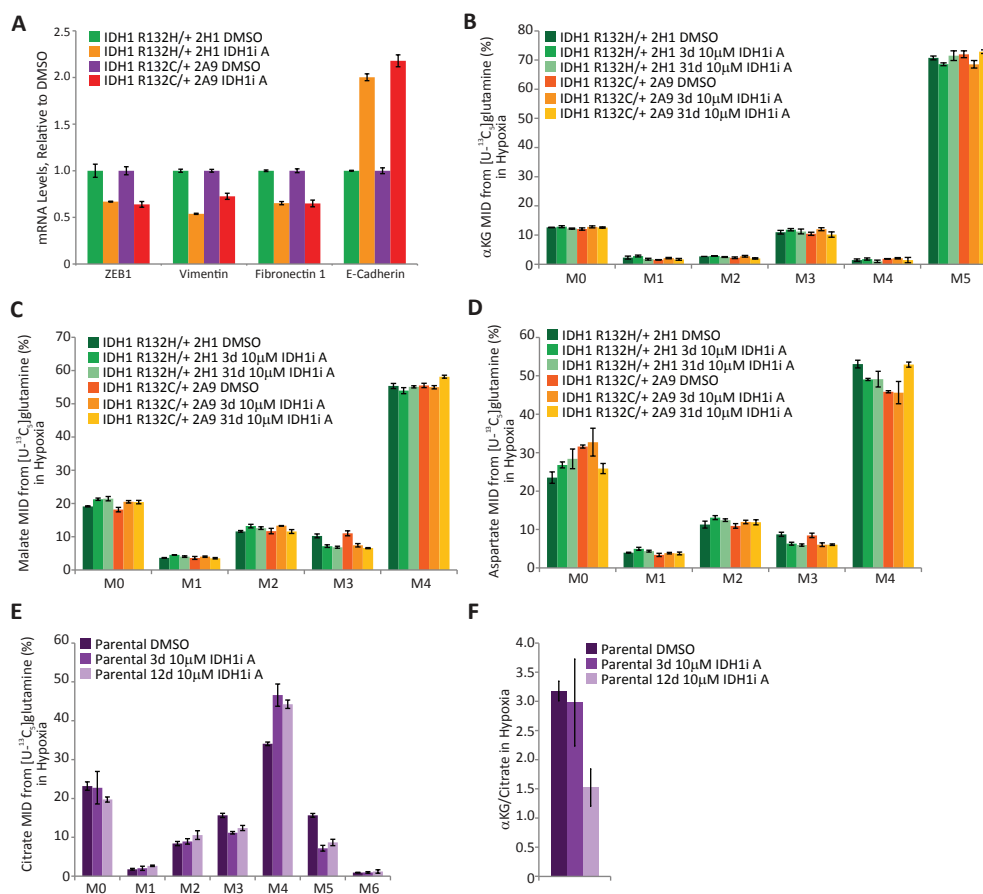 A
IDH1 R132H/+ 2H1 DMSO
IDH1 R132H/+ 2H1 IDH1i A
IDH1 R132C/+ 2A9 DMSO
IDH1 R132C/+ 2A9 IDH1i A
mRNA Levels, Relative to DMSO
2.5
2.0
1.5
1.0
0.5
0
ZEB1 Vimentin Fibronectin 1 E-Cadherin
B
IDH1 R132H/+ 2H1 DMSO
IDH1 R132H/+ 2H1 3d 10μM IDH1i A
IDH1 R132H/+ 2H1 31d 10μM IDH1i A
IDH1 R132C/+ 2A9 DMSO
IDH1 R132C/+ 2A9 3d 10μM IDH1i A
IDH1 R132C/+ 2A9 31d 10μM IDH1i A
αKG MID from [U-¹³C₅]glutamine (%)
in Hypoxia
80
70
60
50
40
30
20
10
0
M0 M1 M2 M3 M4 M5
C
IDH1 R132H/+ 2H1 DMSO
IDH1 R132H/+ 2H1 3d 10μM IDH1i A
IDH1 R132H/+ 2H1 31d 10μM IDH1i A
IDH1 R132C/+ 2A9 DMSO
IDH1 R132C/+ 2A9 3d 10μM IDH1i A
IDH1 R132C/+ 2A9 31d 10μM IDH1i A
Malate MID from [U-¹³C₅]glutamine (%)
in Hypoxia
70
60
50
40
30
20
10
0
M0 M1 M2 M3 M4
D
IDH1 R132H/+ 2H1 DMSO
IDH1 R132H/+ 2H1 3d 10μM IDH1i A
IDH1 R132H/+ 2H1 31d 10μM IDH1i A
IDH1 R132C/+ 2A9 DMSO
IDH1 R132C/+ 2A9 3d 10μM IDH1i A
IDH1 R132C/+ 2A9 31d 10μM IDH1i A
Aspartate MID from [U-¹³C₅]glutamine (%)
in Hypoxia
60
50
40
30
20
10
0
M0 M1 M2 M3 M4
E
Parental DMSO
Parental 3d 10μM IDH1i A
Parental 12d 10μM IDH1i A
Citrate MID from [U-¹³C₅]glutamine (%)
in Hypoxia
60
50
40
30
20
10
0
M0 M1 M2 M3 M4 M5 M6
F
Parental DMSO
Parental 3d 10μM IDH1i A
Parental 12d 10μM IDH1i A
αKG/Citrate in Hypoxia
4.0
3.5
3.0
2.5
2.0
1.5
1.0
0.5
0